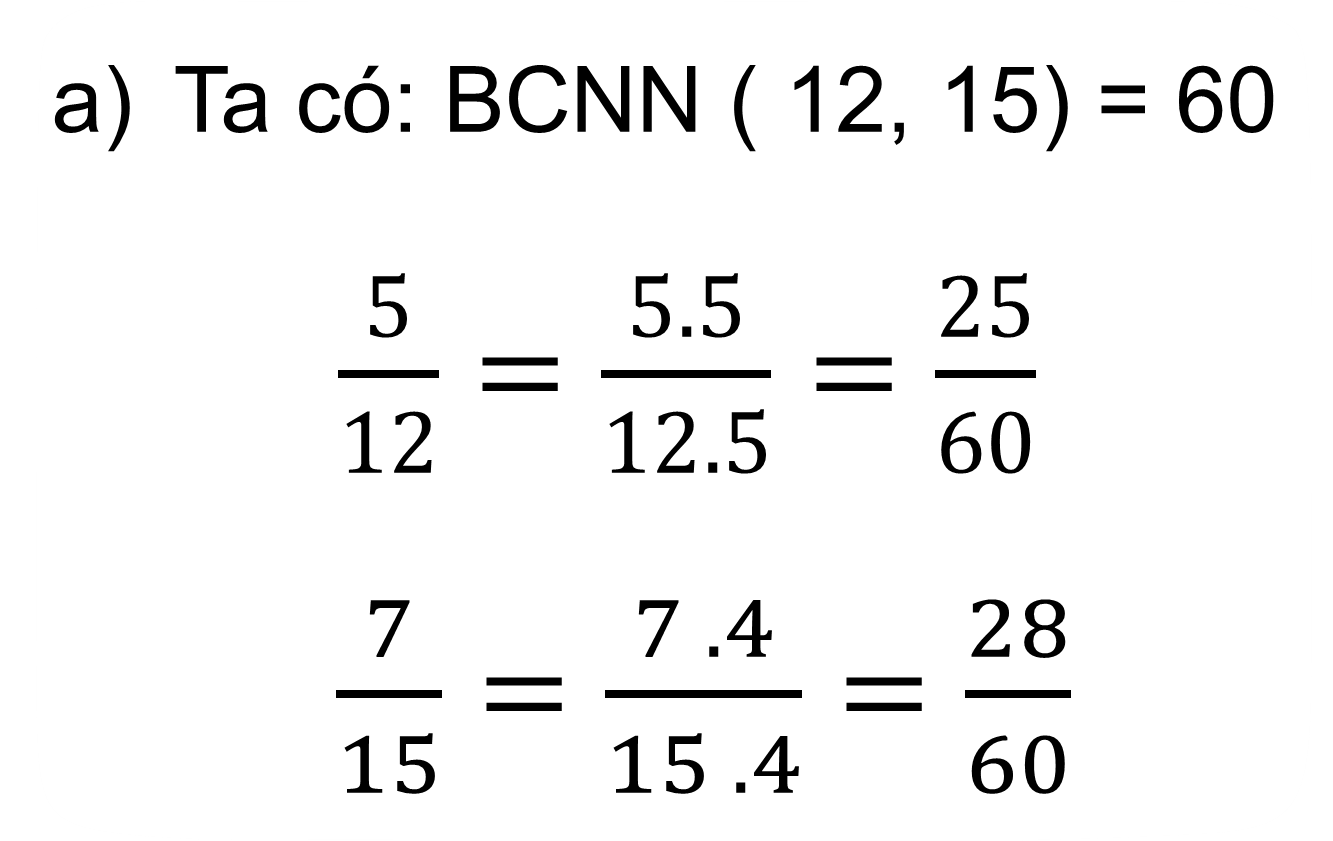 a) Ta có: BCNN ( 12, 15) = 60
5/12 = 5.5/12.5 = 25/60
7/15 = 7 .4/15 .4 = 28/60